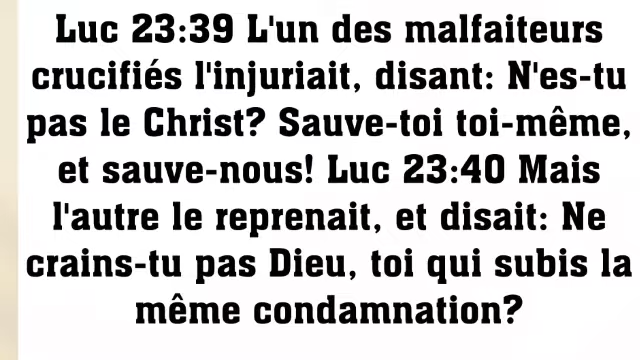 Luc 23:39 L'un des malfaiteurs
crucifiés l'injuriait, disant: N'es-tu
pas le Christ? Sauve-toi toi-même,
et sauve-nous! Luc 23:40 Mais
l'autre le reprenait, et disait: Ne
crains-tu pas Dieu, toi qui subis la
même condamnation?